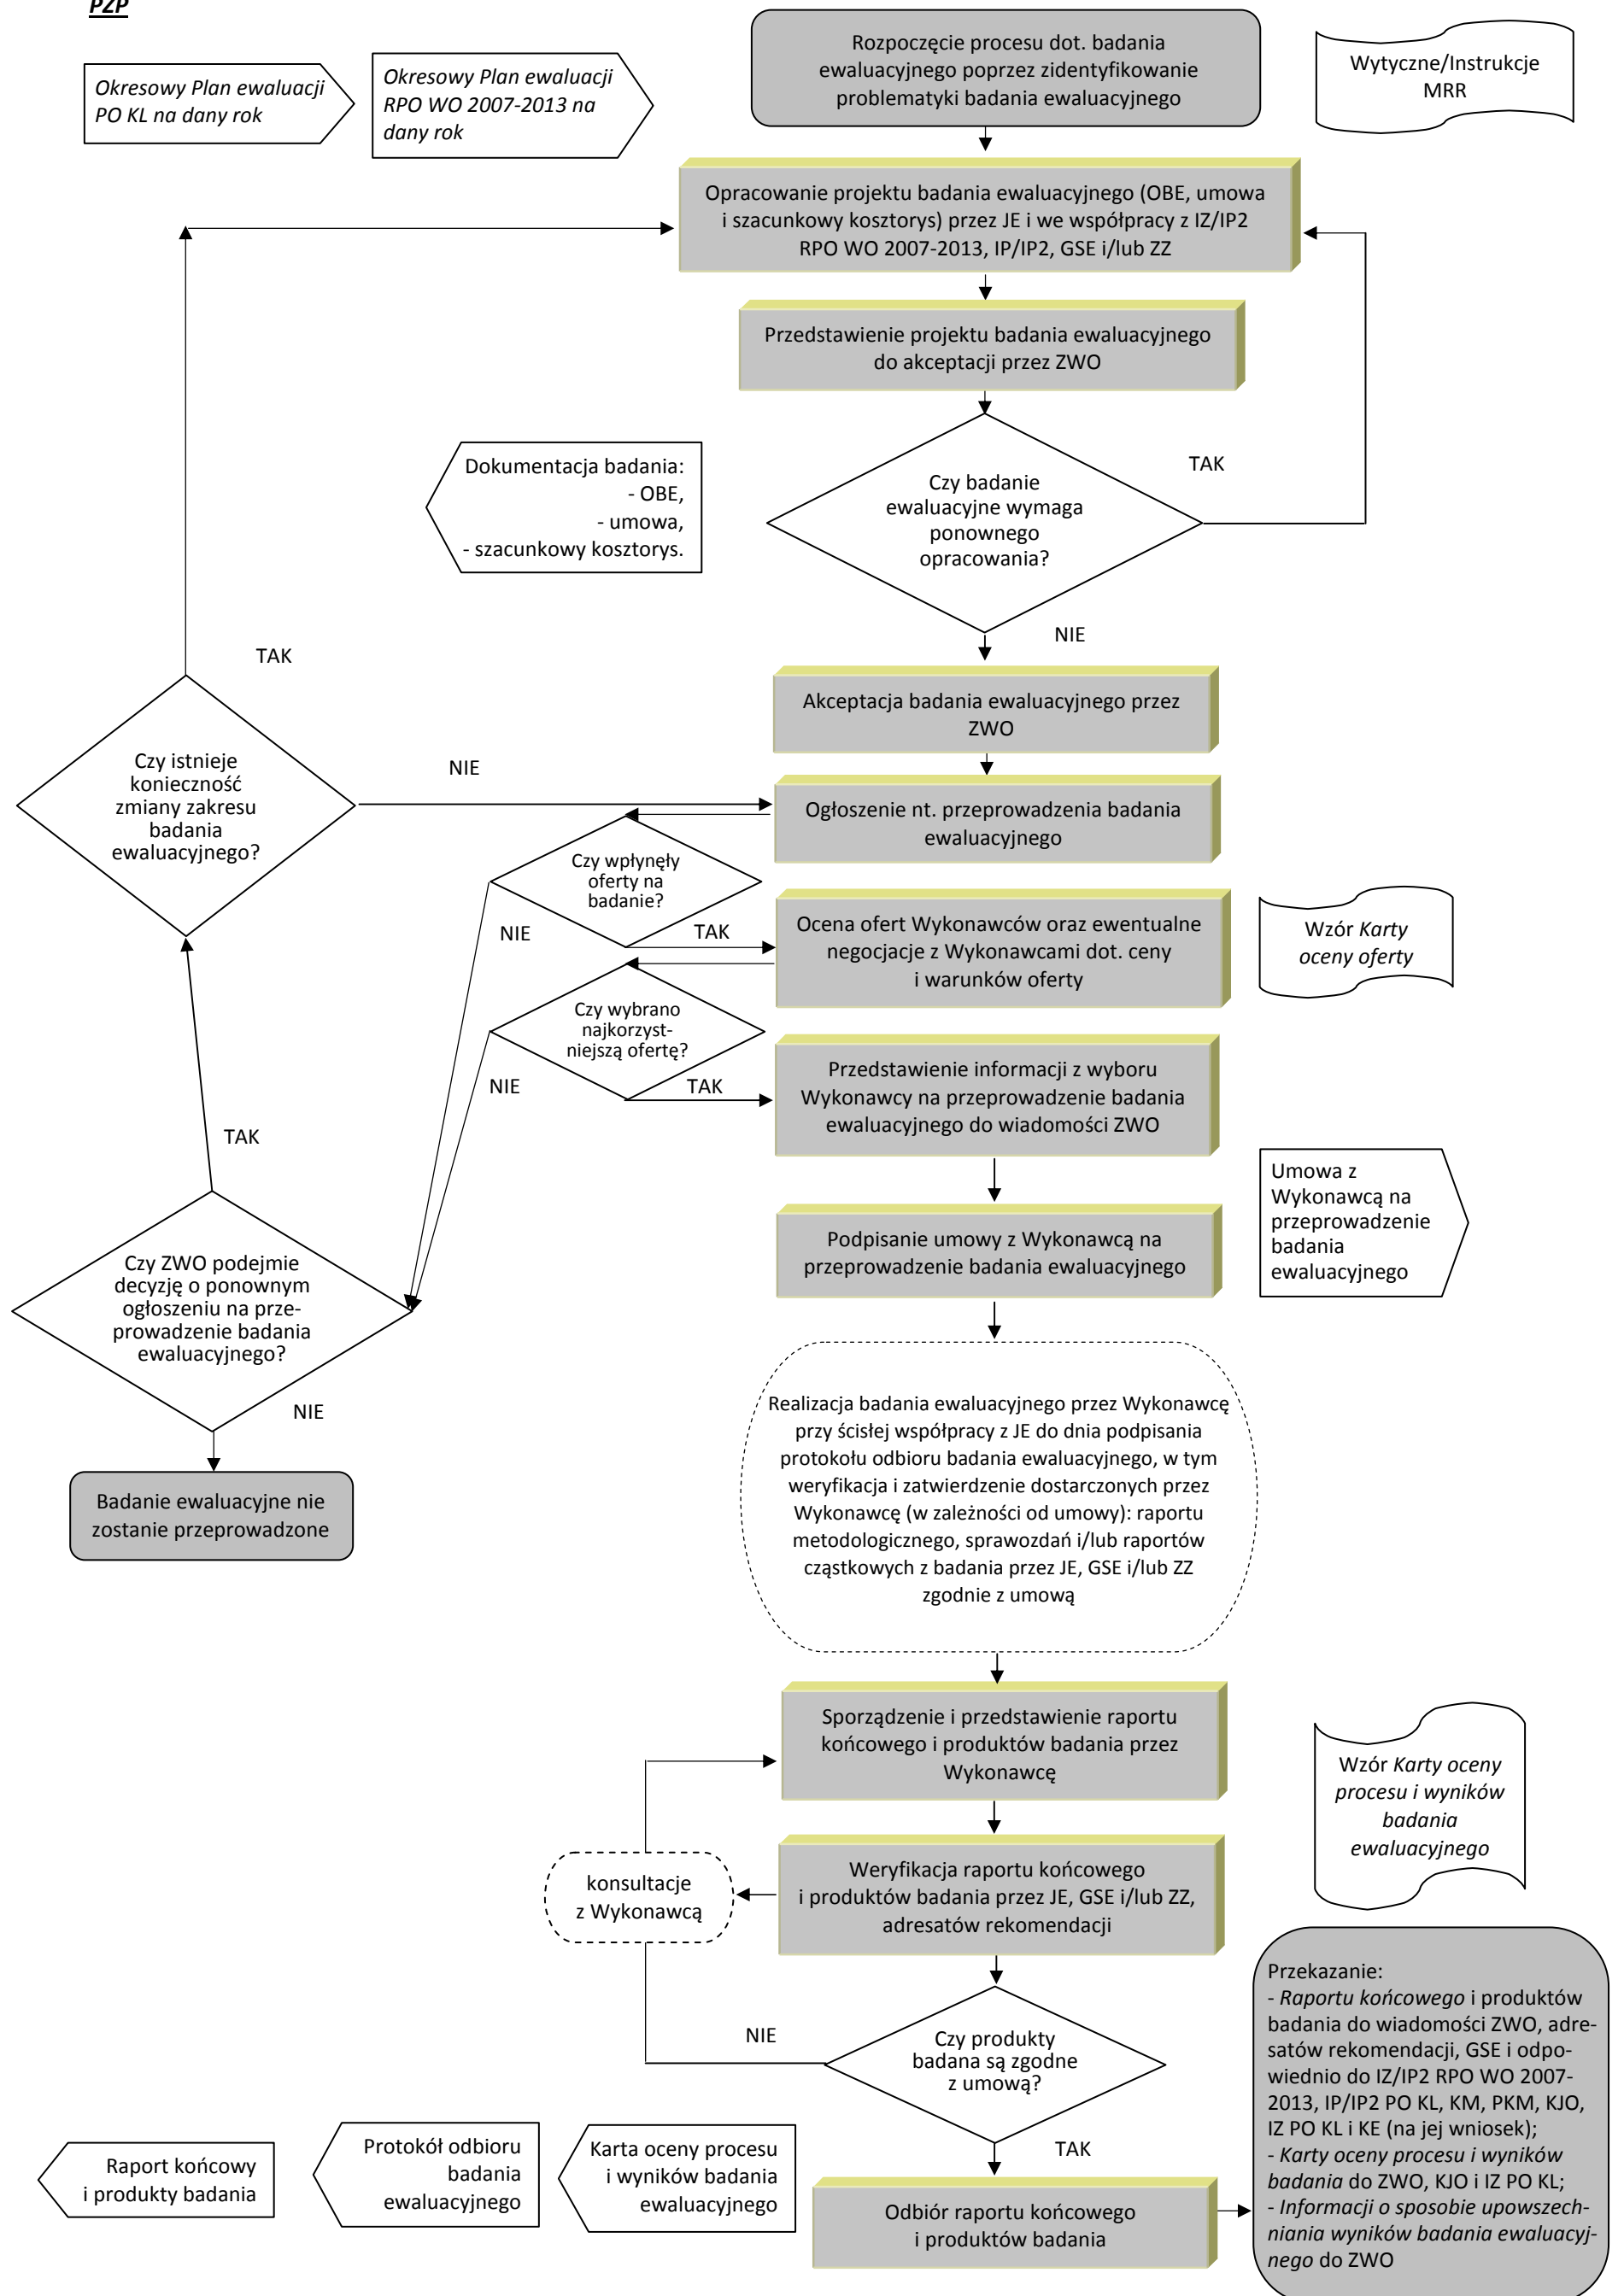 PZP
Okresowy Plan ewaluacji
PO KL na dany rok
Okresowy Plan ewaluacji
RPO WO 2007-2013 na
dany rok
Rozpoczęcie procesu dot. badania
ewaluacyjnego poprzez zidentyfikowanie
problematyki badania ewaluacyjnego
Wytyczne/Instrukcje
MRR
Opracowanie projektu badania ewaluacyjnego (OBE, umowa
i szacunkowy kosztorys) przez JE i we współpracy z IZ/IP2
RPO WO 2007-2013, IP/IP2, GSE i/lub ZZ
Przedstawienie projektu badania ewaluacyjnego
do akceptacji przez ZWO
Dokumentacja badania:
- OBE,
- umowa,
- szacunkowy kosztorys.
Czy badanie
ewaluacyjne wymaga
ponownego
opracowania?
TAK
NIE
TAK
Akceptacja badania ewaluacyjnego przez
ZWO
Czy istnieje
konieczność
zmiany zakresu
badania
ewaluacyjnego?
NIE
Ogłoszenie nt. przeprowadzenia badania
ewaluacyjnego
Czy wpłynęły
oferty na
badanie?
NIE
TAK
Ocena ofert Wykonawców oraz ewentualne
negocjacje z Wykonawcami dot. ceny
i warunków oferty
Wzór Karty
oceny oferty
Czy wybrano
najkorzyst-
niejszą ofertę?
NIE
TAK
Przedstawienie informacji z wyboru
Wykonawcy na przeprowadzenie badania
ewaluacyjnego do wiadomości ZWO
TAK
Umowa z
Wykonawcą na
przeprowadzenie
badania
ewaluacyjnego
Podpisanie umowy z Wykonawcą na
przeprowadzenie badania ewaluacyjnego
Czy ZWO podejmie
decyzję o ponownym
ogłoszeniu na prze-
prowadzenie badania
ewaluacyjnego?
NIE
Badanie ewaluacyjne nie
zostanie przeprowadzone
Realizacja badania ewaluacyjnego przez Wykonawcę
przy ścisłej współpracy z JE do dnia podpisania
protokołu odbioru badania ewaluacyjnego, w tym
weryfikacja i zatwierdzenie dostarczonych przez
Wykonawcę (w zależności od umowy): raportu
metodologicznego, sprawozdań i/lub raportów
cząstkowych z badania przez JE, GSE i/lub ZZ
zgodnie z umową
Sporządzenie i przedstawienie raportu
końcowego i produktów badania przez
Wykonawcę
Wzór Karty oceny
procesu i wyników
badania
ewaluacyjnego
konsultacje
z Wykonawcą
Weryfikacja raportu końcowego
i produktów badania przez JE, GSE i/lub ZZ,
adresatów rekomendacji
NIE
Czy produkty
badana są zgodne
z umową?
TAK
Przekazanie:
- Raportu końcowego i produktów
badania do wiadomości ZWO, adre-
satów rekomendacji, GSE i odpo-
wiednio do IZ/IP2 RPO WO 2007-
2013, IP/IP2 PO KL, KM, PKM, KJO,
IZ PO KL i KE (na jej wniosek);
- Karty oceny procesu i wyników
badania do ZWO, KJO i IZ PO KL;
- Informacji o sposobie upowszech-
niania wyników badania ewaluacyj-
nego do ZWO
Raport końcowy
i produkty badania
Protokół odbioru
badania
ewaluacyjnego
Karta oceny procesu
i wyników badania
ewaluacyjnego
Odbiór raportu końcowego
i produktów badania